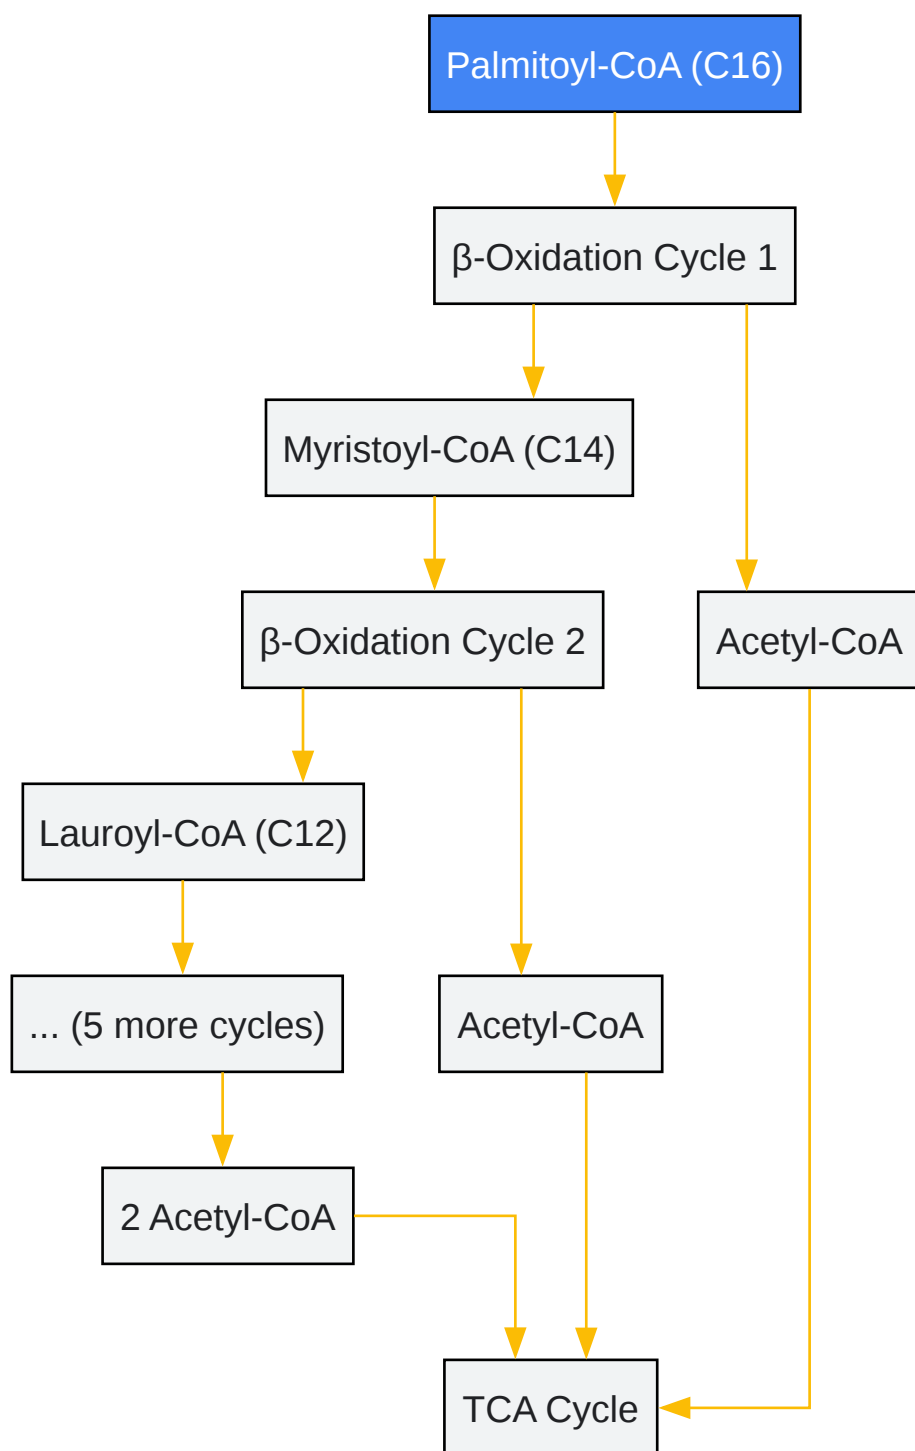 Palmitoyl-CoA (C16)
β-Oxidation Cycle 1
Myristoyl-CoA (C14)
β-Oxidation Cycle 2
Acetyl-CoA
Lauroyl-CoA (C12)
... (5 more cycles)
Acetyl-CoA
2 Acetyl-CoA
TCA Cycle